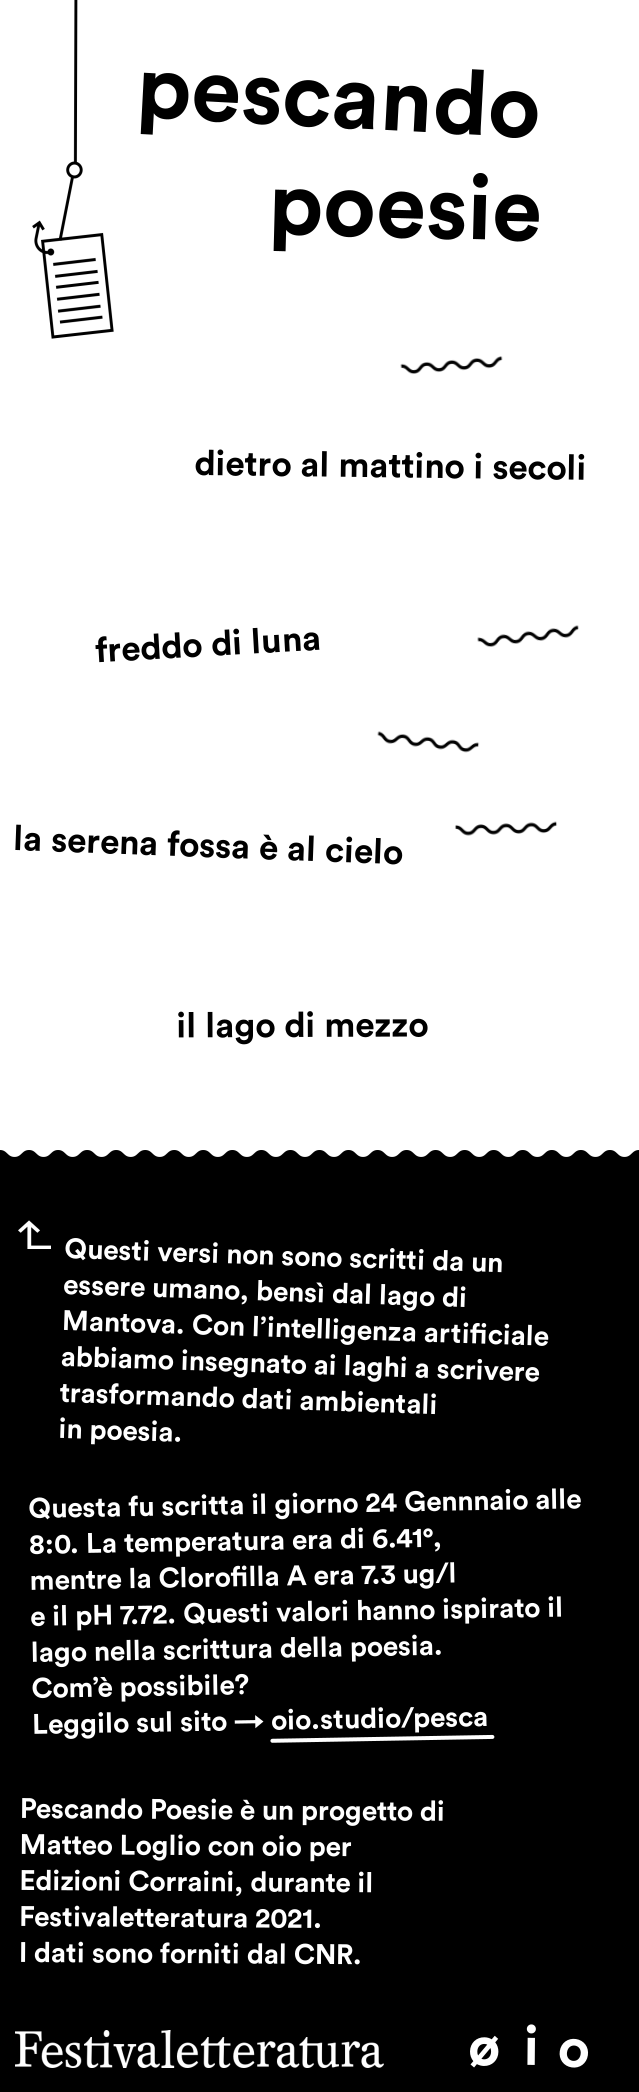 pescando
poesie
dietro al mattino i secoli
freddo di luna
la serena fossa è al cielo
il lago di mezzo
Questi versi non sono scritti da un
essere umano, bensì dal lago di
Mantova. Con l’intelligenza artificiale
abbiamo insegnato ai laghi a scrivere
trasformando dati ambientali
in poesia.
Questa fu scritta il giorno 24 Gennnaio alle
8:0. La temperatura era di 6.41°,
mentre la Clorofilla A era 7.3 ug/l
e il pH 7.72. Questi valori hanno ispirato il
lago nella scrittura della poesia.
Com’è possibile?
Leggilo sul sito → oio.studio/pesca
Pescando Poesie è un progetto di
Matteo Loglio con oio per
Edizioni Corraini, durante il
Festivaletteratura 2021.
I dati sono forniti dal CNR.
Festivaletteratura ø i o